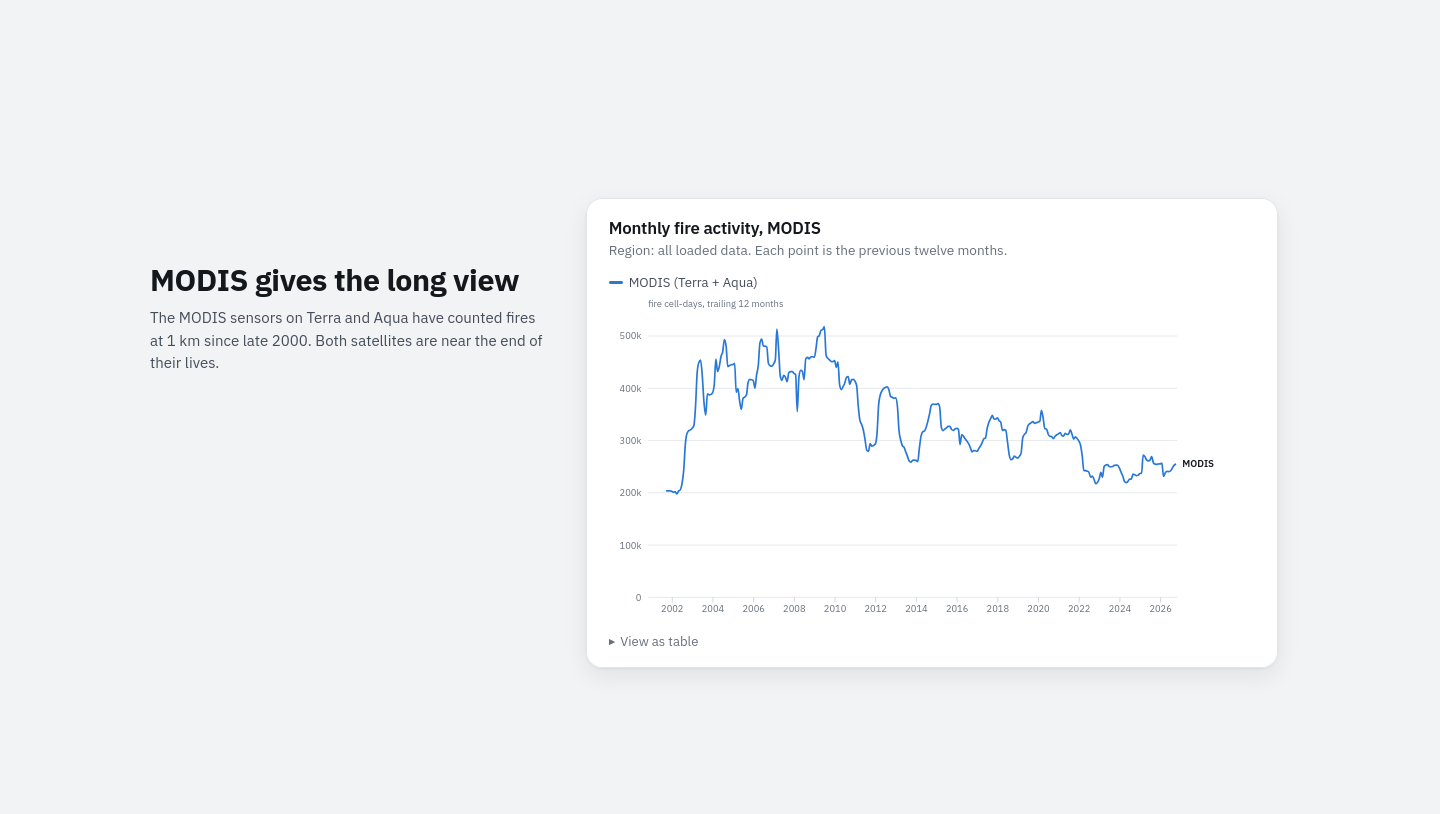 MODIS gives the long view
The MODIS sensors on Terra and Aqua have counted fires
at 1 km since late 2000. Both satellites are near the end of
their lives.
Monthly fire activity, MODIS
Region: all loaded data. Each point is the previous twelve months.
MODIS (Terra + Aqua)
fire cell-days, trailing 12 months
500k
400k
300k
200k
100k
0
MODIS
2002 2004 2006 2008 2010 2012 2014 2016 2018 2020 2022 2024 2026
▸ View as table